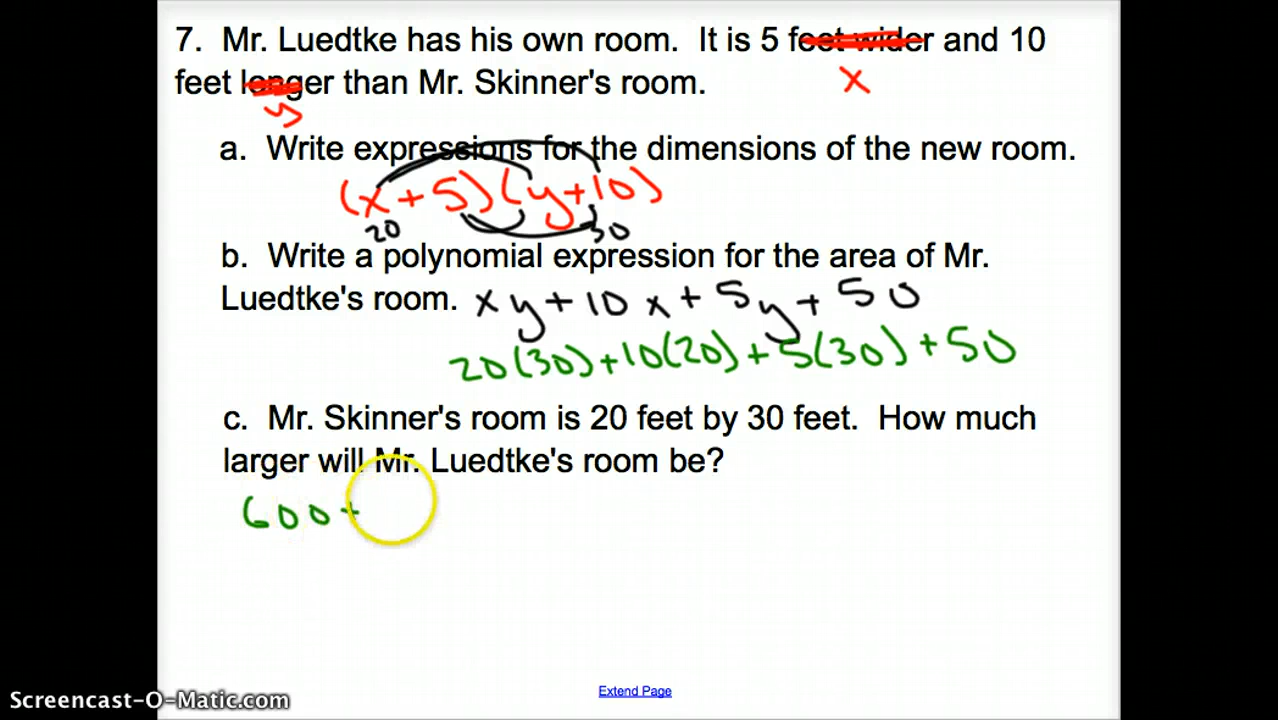 7. Mr. Luedtke has his own room. It is 5 feet wider and 10
feet longer than Mr. Skinner's room.
x
y
a. Write expressions for the dimensions of the new room.
(x+5)(y+10)
20 30
b. Write a polynomial expression for the area of Mr.
Luedtke's room. xy+10x+5y+50
20(30)+10(20)+5(30)+50
c. Mr. Skinner's room is 20 feet by 30 feet. How much
larger will Mr. Luedtke's room be?
600+
Extend Page
Screencast-O-Matic.com